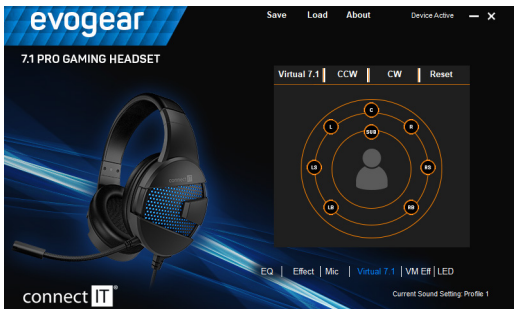 evogear
Save Load About Device Active
7.1 PRO GAMING HEADSET
Virtual 7.1 CCW CW Reset
C
L R
SUB
LS RS
LB RB
connect IT
EQ Effect Mic Virtual 7.1 VM Eff LED
connect IT®
Current Sound Setting: Profile 1